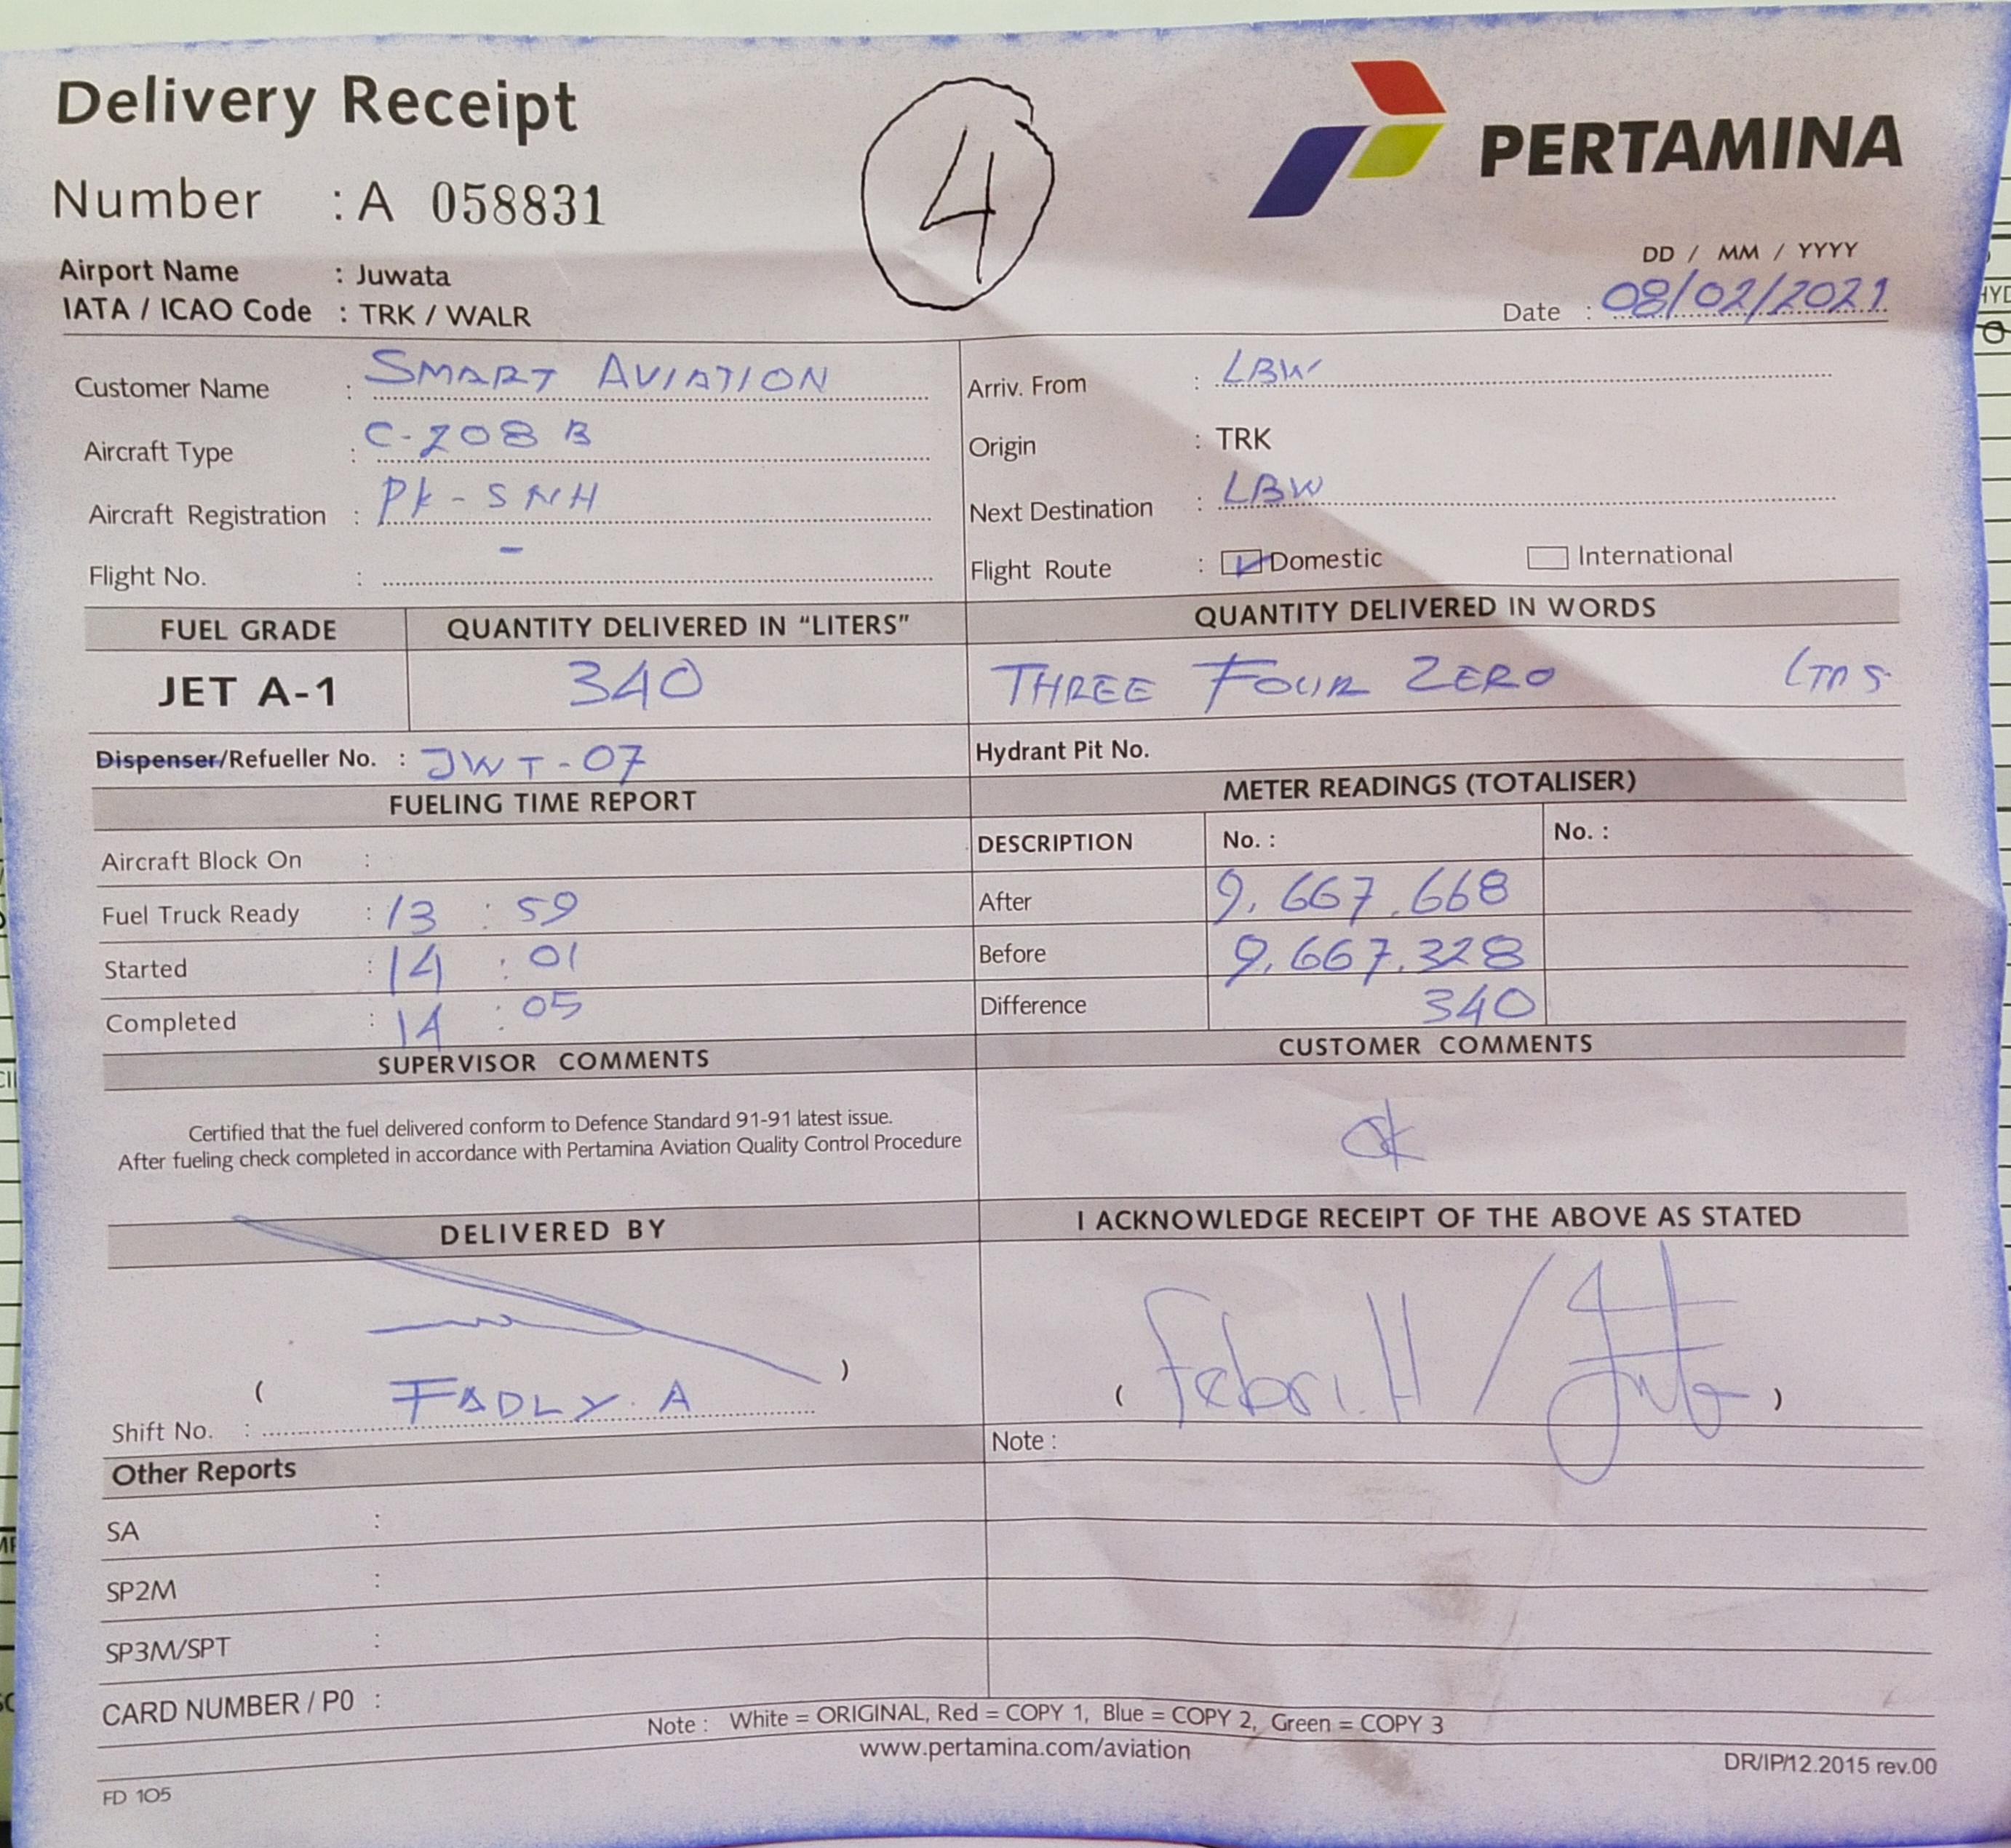 Delivery Receipt
4
PERTAMINA
Number : A 058831
Airport Name : Juwata
IATA / ICAO Code : TRK / WALR
DD / MM / YYYY
Date : 08/02/2021
Customer Name : SMART AVIATION
Arriv. From : LBW
Aircraft Type : C-208 B
Origin : TRK
Aircraft Registration : PK-SNH
Next Destination : LBW
Flight No. : -
Flight Route : Domestic International
FUEL GRADE QUANTITY DELIVERED IN “LITERS” QUANTITY DELIVERED IN WORDS
JET A-1 340 THREE FOUR ZERO LTRS
Dispenser/Refueller No. : JWT-07 Hydrant Pit No.
FUELING TIME REPORT METER READINGS (TOTALISER)
Aircraft Block On : DESCRIPTION No. : No. :
Fuel Truck Ready : 13 : 59 After 9.667.668
Started : 14 : 01 Before 9.667.328
Completed : 14 : 05 Difference 340
SUPERVISOR COMMENTS CUSTOMER COMMENTS
Certified that the fuel delivered conform to Defence Standard 91-91 latest issue.
After fueling check completed in accordance with Pertamina Aviation Quality Control Procedure
ok
DELIVERED BY I ACKNOWLEDGE RECEIPT OF THE ABOVE AS STATED
( FADLY. A ) ( Febri.H / )
Shift No. :
Note :
Other Reports
SA :
SP2M :
SP3M/SPT :
CARD NUMBER / P0 :
Note : White = ORIGINAL, Red = COPY 1, Blue = COPY 2, Green = COPY 3
www.pertamina.com/aviation
DR/IP/12.2015 rev.00
FD 105